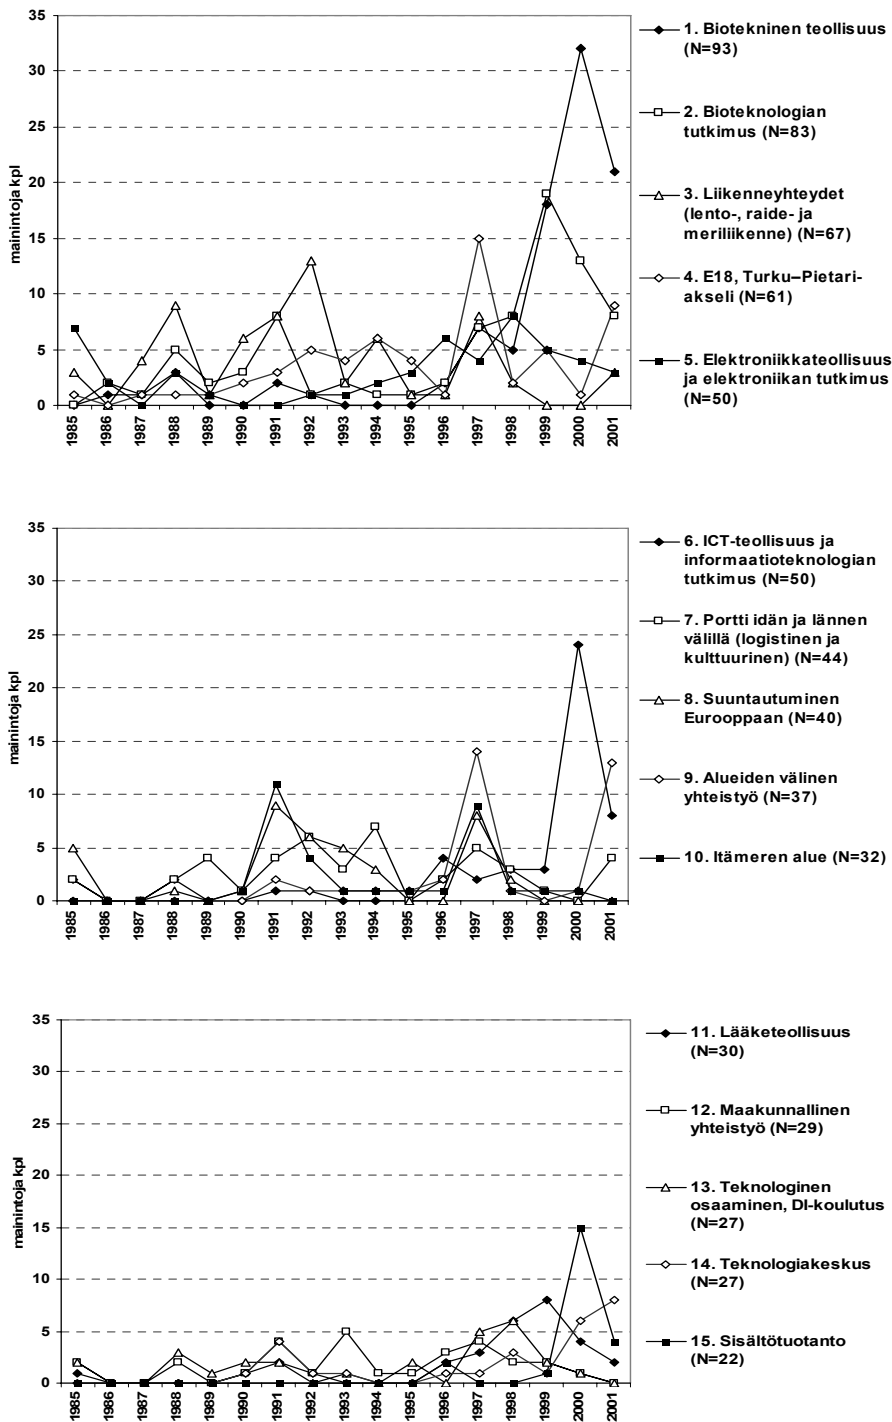 35
30
25
20
15
10
5
0
mainintoja kpl
1985 1986 1987 1988 1989 1990 1991 1992 1993 1994 1995 1996 1997 1998 1999 2000 2001
1. Biotekninen teollisuus
(N=93)
2. Bioteknologian
tutkimus (N=83)
3. Liikenneyhteydet
(lento-, raide- ja
meriliikenne) (N=67)
4. E18, Turku–Pietari-
akseli (N=61)
5. Elektroniikkateollisuus
ja elektroniikan tutkimus
(N=50)
35
30
25
20
15
10
5
0
mainintoja kpl
1985 1986 1987 1988 1989 1990 1991 1992 1993 1994 1995 1996 1997 1998 1999 2000 2001
6. ICT-teollisuus ja
informaatioteknologian
tutkimus (N=50)
7. Portti idän ja lännen
välillä (logistinen ja
kulttuurinen) (N=44)
8. Suuntautuminen
Eurooppaan (N=40)
9. Alueiden välinen
yhteistyö (N=37)
10. Itämeren alue (N=32)
35
30
25
20
15
10
5
0
mainintoja kpl
1985 1986 1987 1988 1989 1990 1991 1992 1993 1994 1995 1996 1997 1998 1999 2000 2001
11. Lääketeollisuus
(N=30)
12. Maakunnallinen
yhteistyö (N=29)
13. Teknologinen
osaaminen, DI-koulutus
(N=27)
14. Teknologiakeskus
(N=27)
15. Sisältötuotanto
(N=22)